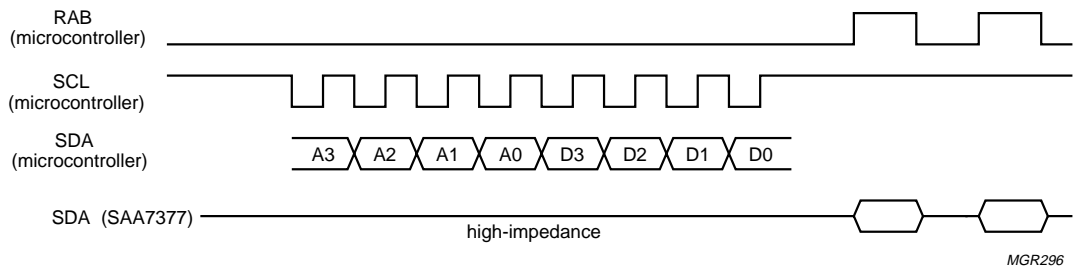 RAB
(microcontroller)
SCL
(microcontroller)
SDA
(microcontroller)
A3 A2 A1 A0 D3 D2 D1 D0
SDA (SAA7377)
high-impedance
MGR296